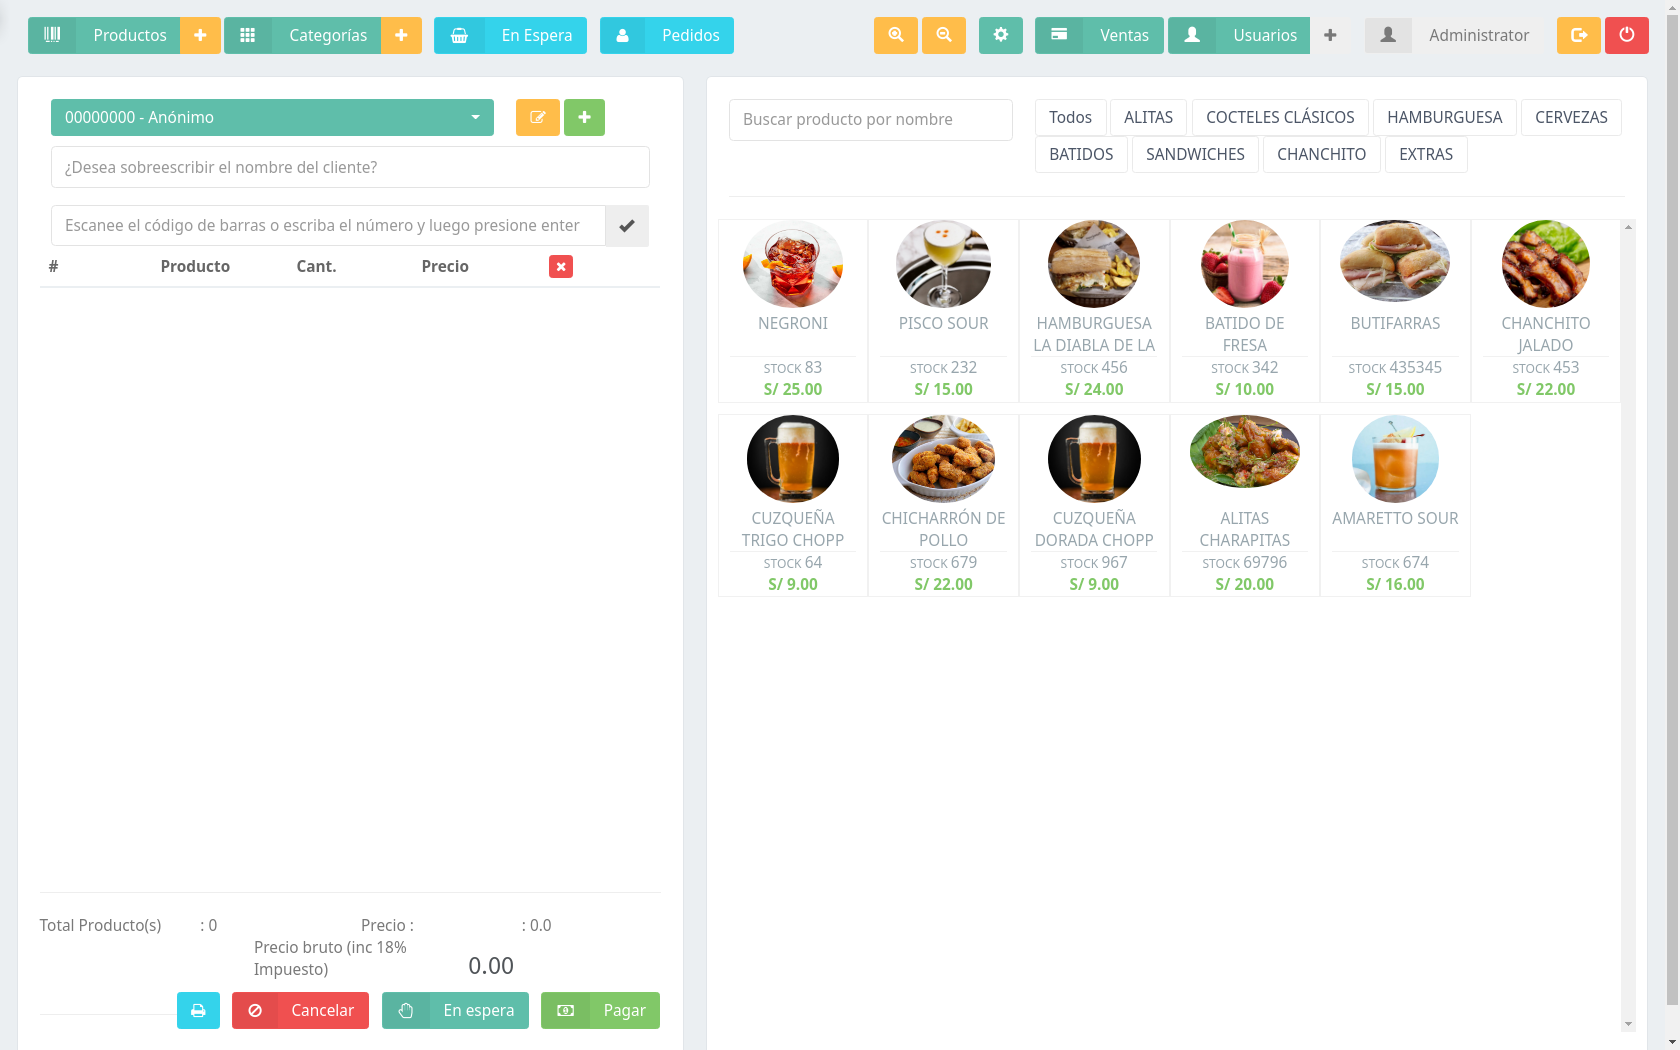 Productos
Categorías
En Espera
Pedidos
Ventas
Usuarios
Administrator
00000000 - Anónimo
¿Desea sobreescribir el nombre del cliente?
Escanee el código de barras o escriba el número y luego presione enter
# Producto Cant. Precio
Total Producto(s) : 0 Precio : : 0.0
Precio bruto (inc 18%
Impuesto)
0.00
Cancelar
En espera
Pagar
Buscar producto por nombre
Todos ALITAS COCTELES CLÁSICOS HAMBURGUESA CERVEZAS
BATIDOS SANDWICHES CHANCHITO EXTRAS
NEGRONI
STOCK 83
S/ 25.00
PISCO SOUR
STOCK 232
S/ 15.00
HAMBURGUESA
LA DIABLA DE LA
STOCK 456
S/ 24.00
BATIDO DE
FRESA
STOCK 342
S/ 10.00
BUTIFARRAS
STOCK 435345
S/ 15.00
CHANCHITO
JALADO
STOCK 453
S/ 22.00
CUZQUEÑA
TRIGO CHOPP
STOCK 64
S/ 9.00
CHICHARRÓN DE
POLLO
STOCK 679
S/ 22.00
CUZQUEÑA
DORADA CHOPP
STOCK 967
S/ 9.00
ALITAS
CHARAPITAS
STOCK 69796
S/ 20.00
AMARETTO SOUR
STOCK 674
S/ 16.00